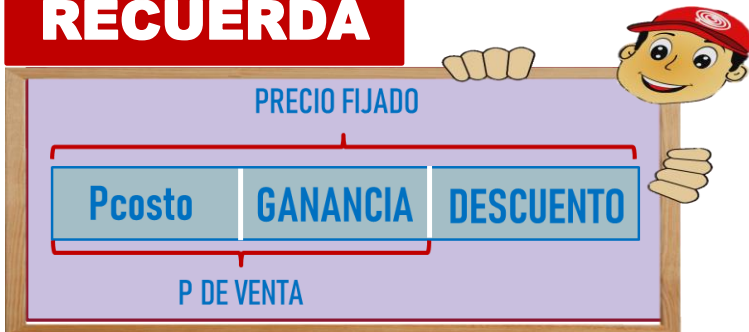 RECUERDA
PRECIO FIJADO
Pcosto GANANCIA DESCUENTO
P DE VENTA